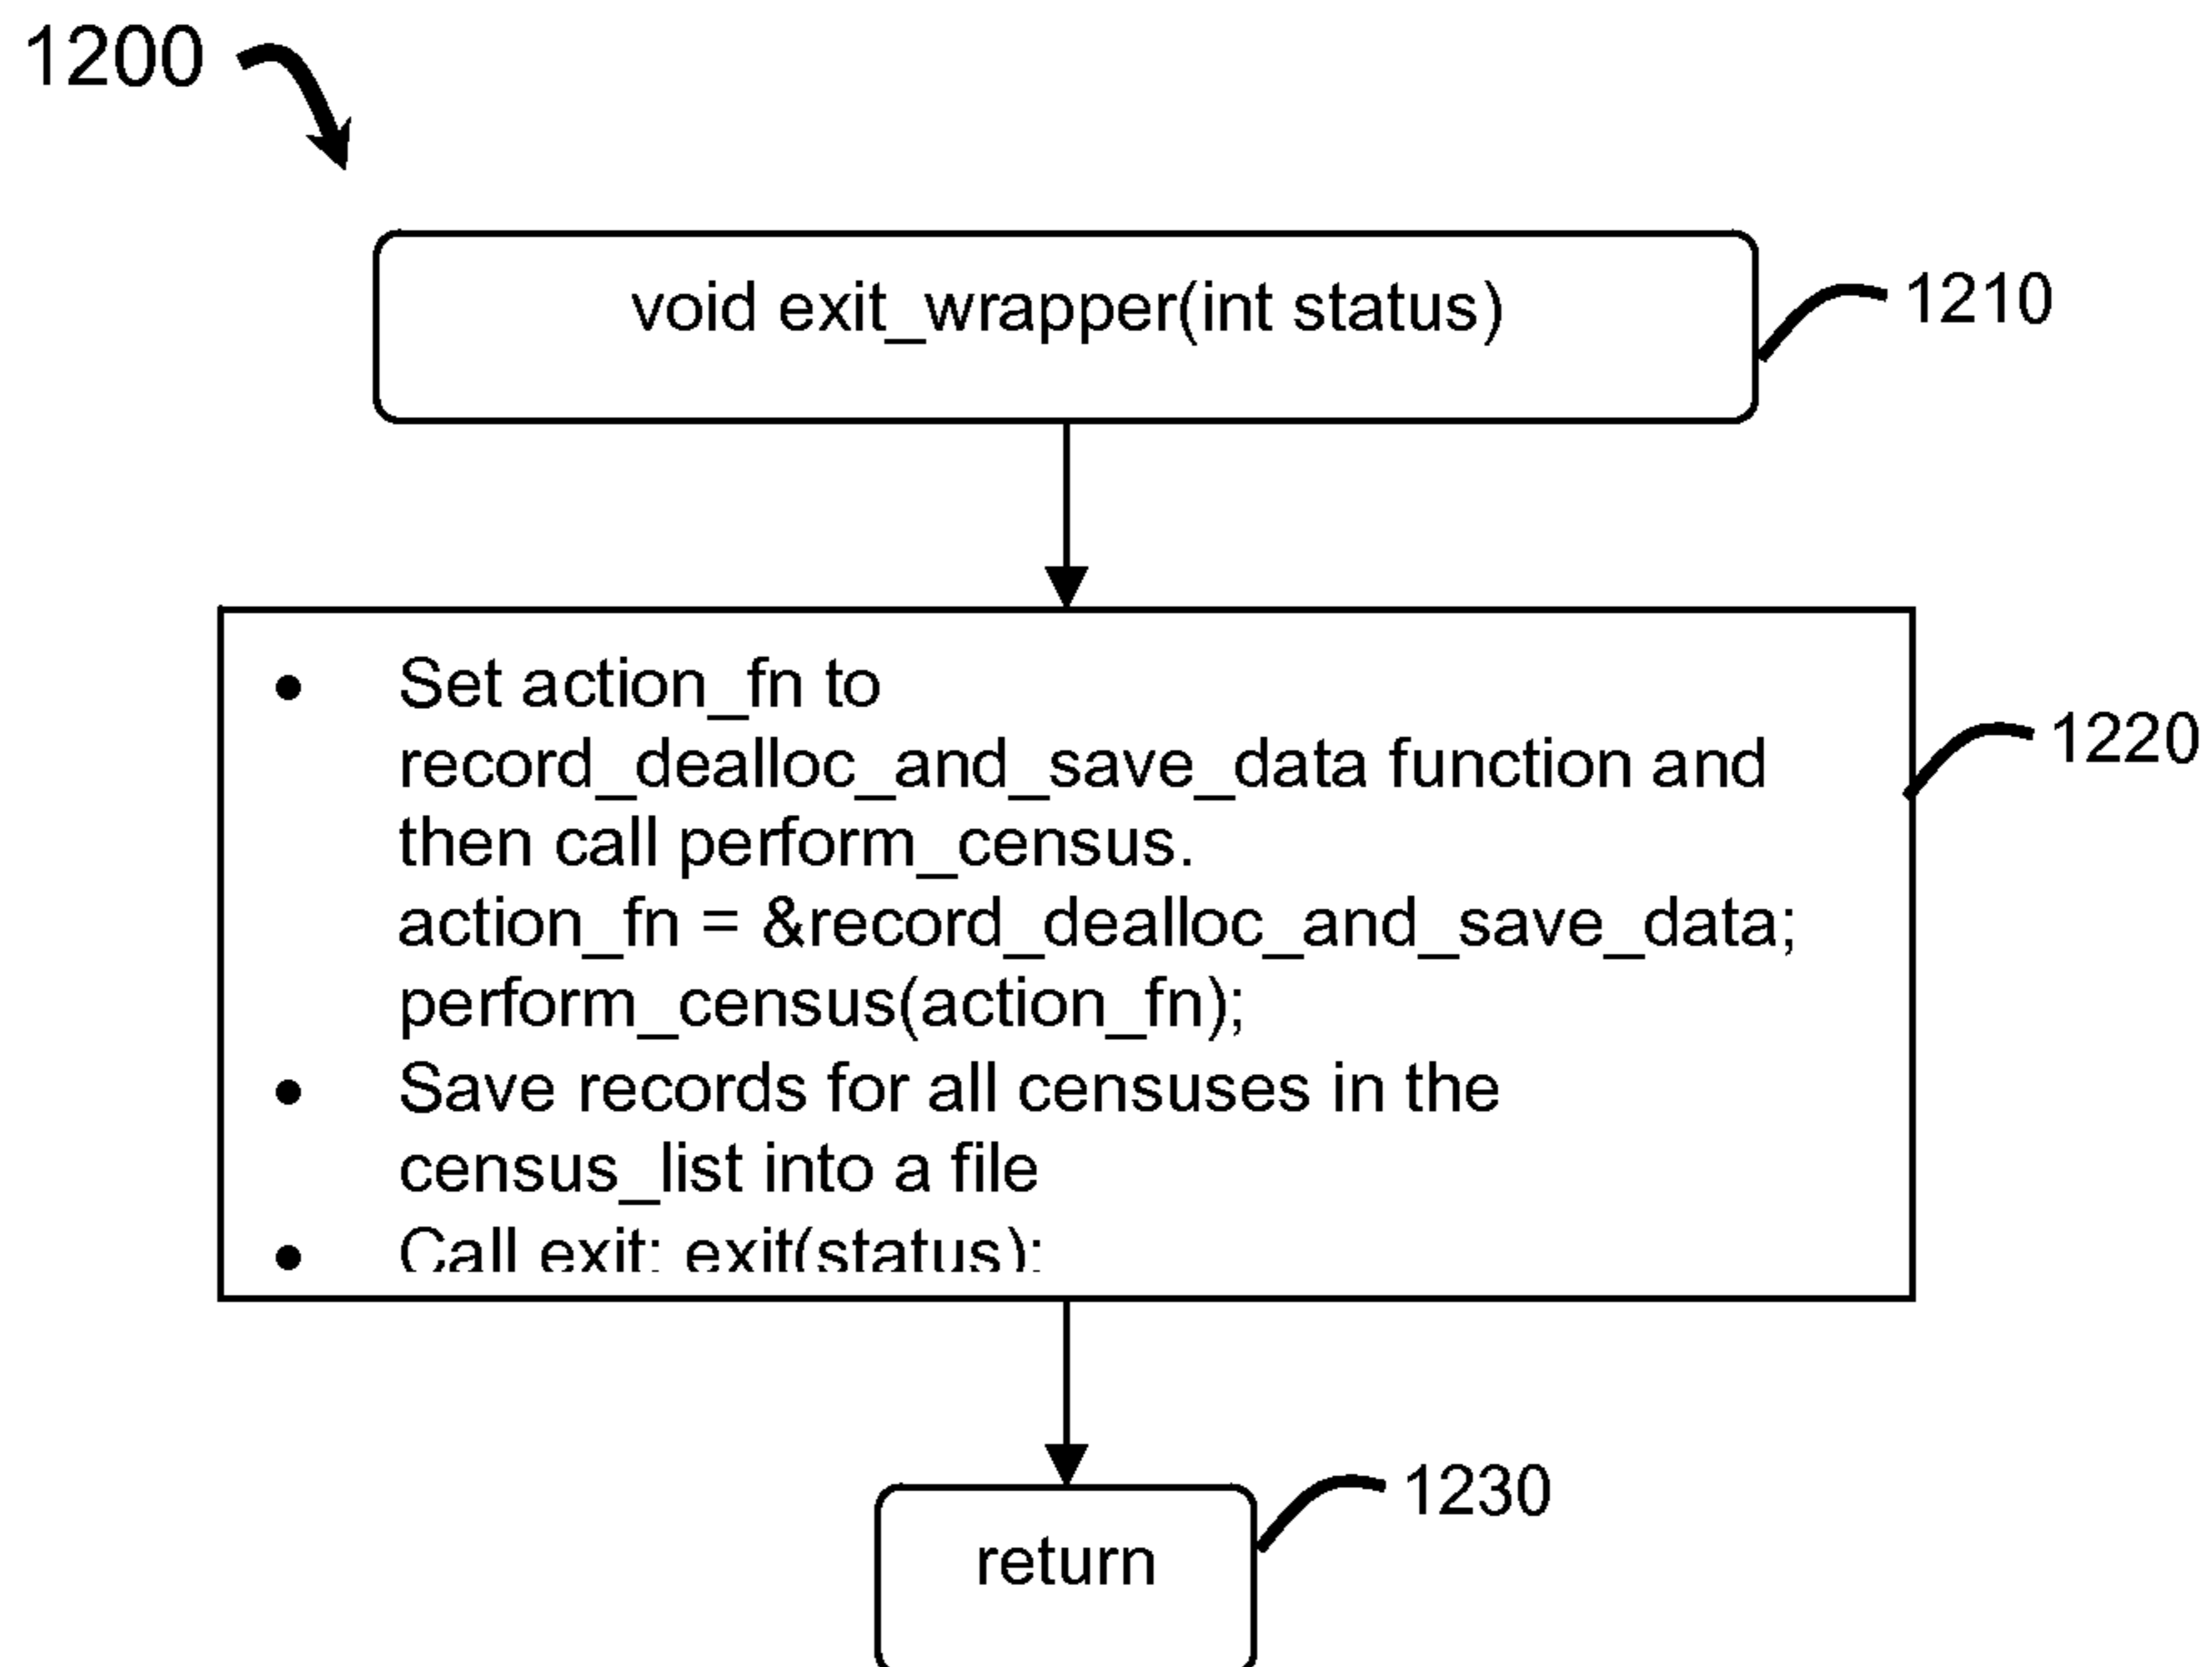 1200
void exit_wrapper(int status)
1210
● Set action_fn to
record_dealloc_and_save_data function and
then call perform_census.
action_fn = &record_dealloc_and_save_data;
perform_census(action_fn);
● Save records for all censuses in the
census_list into a file
● Call exit: exit(status);
1220
return
1230